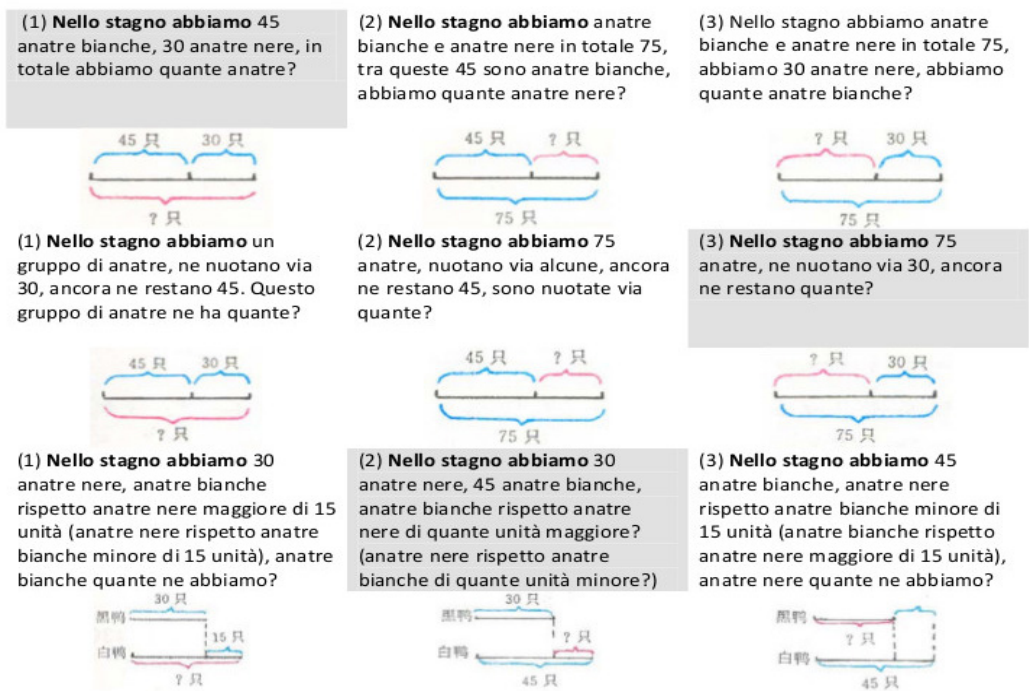 (1) Nello stagno abbiamo 45
anatre bianche, 30 anatre nere, in
totale abbiamo quante anatre?
45 只 30 只
? 只
(2) Nello stagno abbiamo anatre
bianche e anatre nere in totale 75,
tra queste 45 sono anatre bianche,
abbiamo quante anatre nere?
45 只 ? 只
75 只
(3) Nello stagno abbiamo anatre
bianche e anatre nere in totale 75,
abbiamo 30 anatre nere, abbiamo
quante anatre bianche?
? 只 30 只
75 只
(1) Nello stagno abbiamo un
gruppo di anatre, ne nuotano via
30, ancora ne restano 45. Questo
gruppo di anatre ne ha quante?
45 只 30 只
? 只
(2) Nello stagno abbiamo 75
anatre, nuotano via alcune, ancora
ne restano 45, sono nuotate via
quante?
45 只 ? 只
75 只
(3) Nello stagno abbiamo 75
anatre, ne nuotano via 30, ancora
ne restano quante?
? 只 30 只
75 只
(1) Nello stagno abbiamo 30
anatre nere, anatre bianche
rispetto anatre nere maggiore di 15
unità (anatre nere rispetto anatre
bianche minore di 15 unità), anatre
bianche quante ne abbiamo?
30 只
黑鸭
15 只
白鸭
? 只
(2) Nello stagno abbiamo 30
anatre nere, 45 anatre bianche,
anatre bianche rispetto anatre
nere di quante unità maggiore?
(anatre nere rispetto anatre
bianche di quante unità minore?)
30 只
黑鸭
? 只
白鸭
45 只
(3) Nello stagno abbiamo 45
anatre bianche, anatre nere
rispetto anatre bianche minore di
15 unità (anatre bianche rispetto
anatre nere maggiore di 15 unità),
anatre nere quante ne abbiamo?
黑鸭
? 只
白鸭
45 只